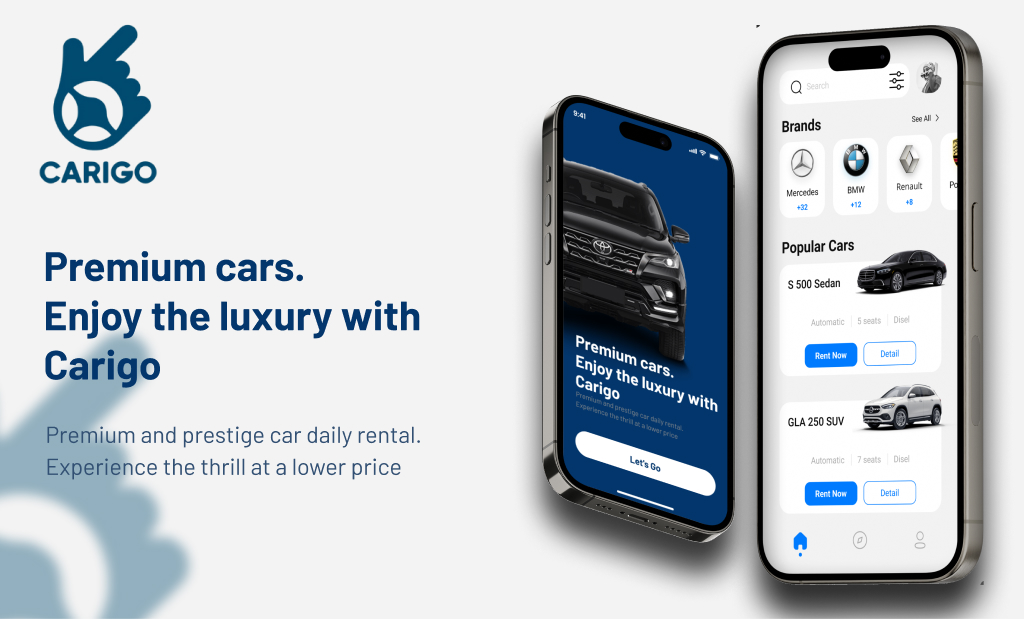 CARIGO
Premium cars.
Enjoy the luxury with
Carigo
Premium and prestige car daily rental.
Experience the thrill at a lower price
9:41
Premium cars.
Enjoy the luxury with
Carigo
Premium and prestige car daily rental.
Experience the thrill at a lower price
Let's Go
Search
Brands
See All >
Mercedes
+32
BMW
+12
Renault
+8
Po
Popular Cars
S 500 Sedan
Automatic
5 seats
Disel
Rent Now
Detail
GLA 250 SUV
Automatic
7 seats
Disel
Rent Now
Detail